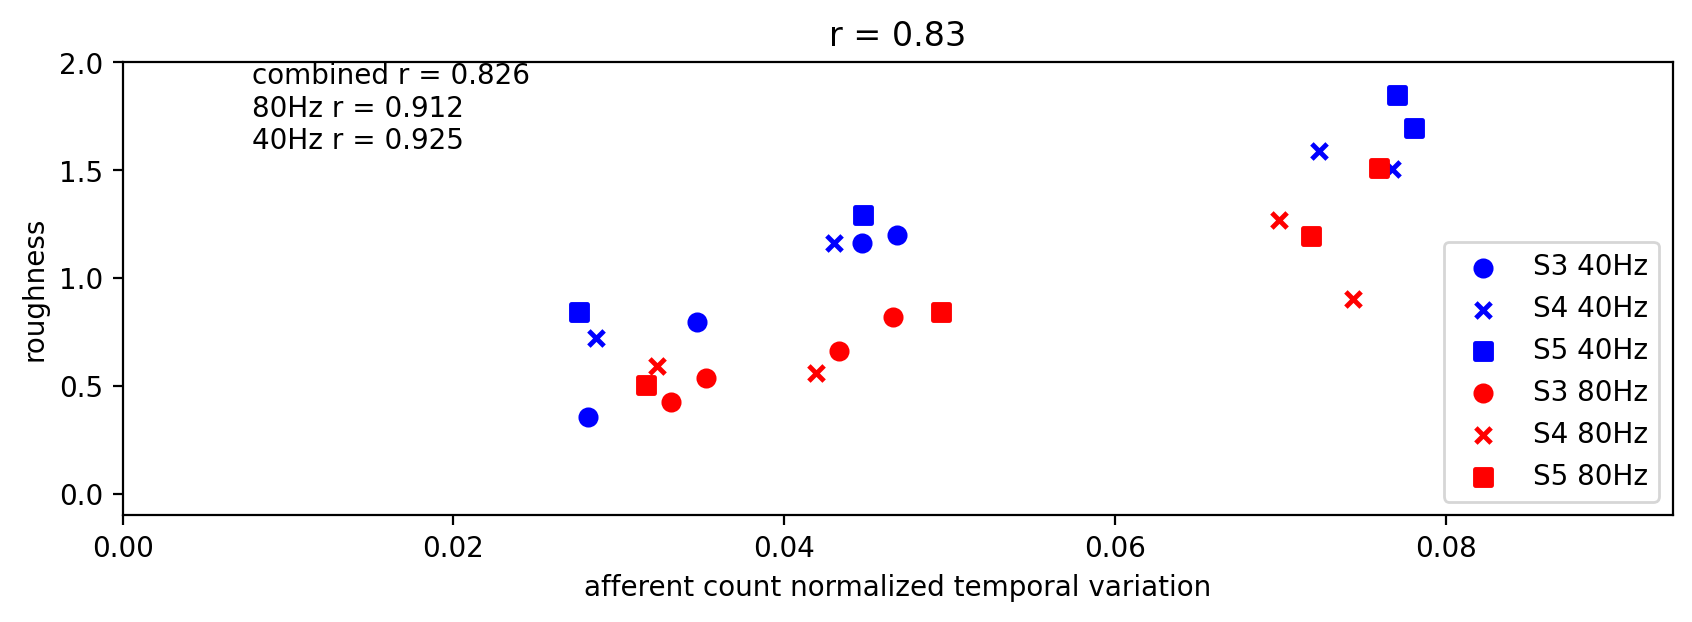 r = 0.83
combined r = 0.826
80Hz r = 0.912
40Hz r = 0.925
2.0
1.5
1.0
0.5
0.0
roughness
S3 40Hz
S4 40Hz
S5 40Hz
S3 80Hz
S4 80Hz
S5 80Hz
0.00 0.02 0.04 0.06 0.08
afferent count normalized temporal variation